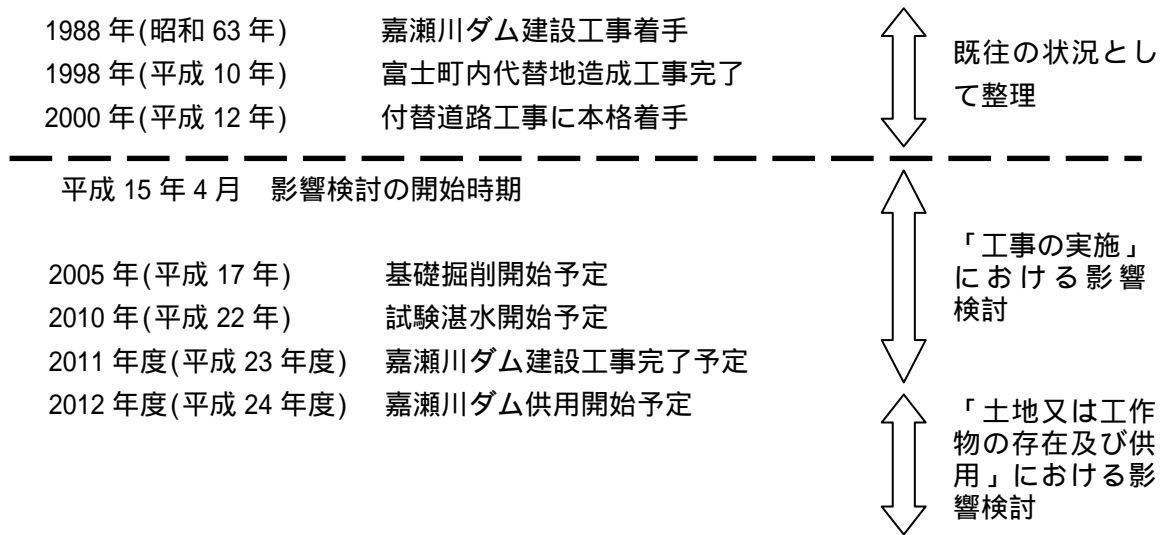 1988 年(昭和 63 年) 嘉瀬川ダム建設工事着手
1998 年(平成 10 年) 富士町内代替地造成工事完了
2000 年(平成 12 年) 付替道路工事に本格着手
既往の状況とし
て整理
平成 15 年 4 月 影響検討の開始時期
2005 年(平成 17 年) 基礎掘削開始予定
2010 年(平成 22 年) 試験湛水開始予定
2011 年度(平成 23 年度) 嘉瀬川ダム建設工事完了予定
2012 年度(平成 24 年度) 嘉瀬川ダム供用開始予定
「工事の実施」
における影響
検討
「土地又は工作
物の存在及び供
用」における影
響検討